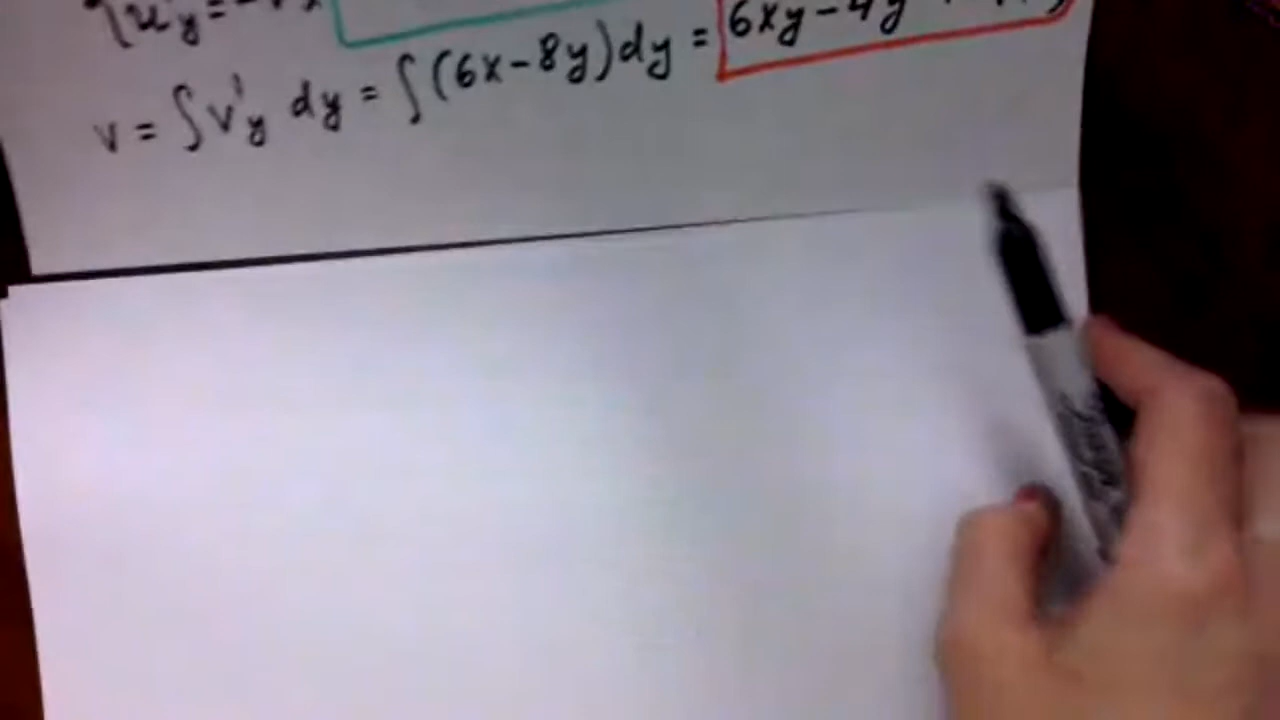 u'y = -
v = ∫v'y dy = ∫(6x-8y)dy = 6xy-4y